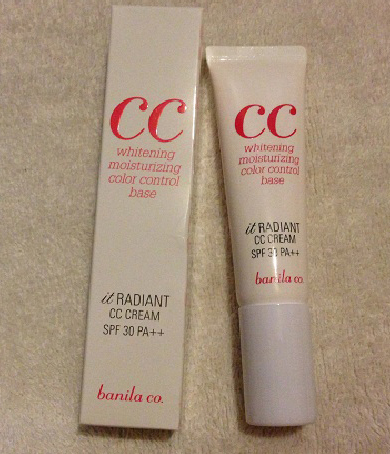 CC
whitening
moisturizing
color control
base
it RADIANT
CC CREAM
SPF 30 PA++
banila co.
CC
whitening
moisturizing
color control
base
it RADIANT
CC CREAM
SPF 30 PA++
banila co.